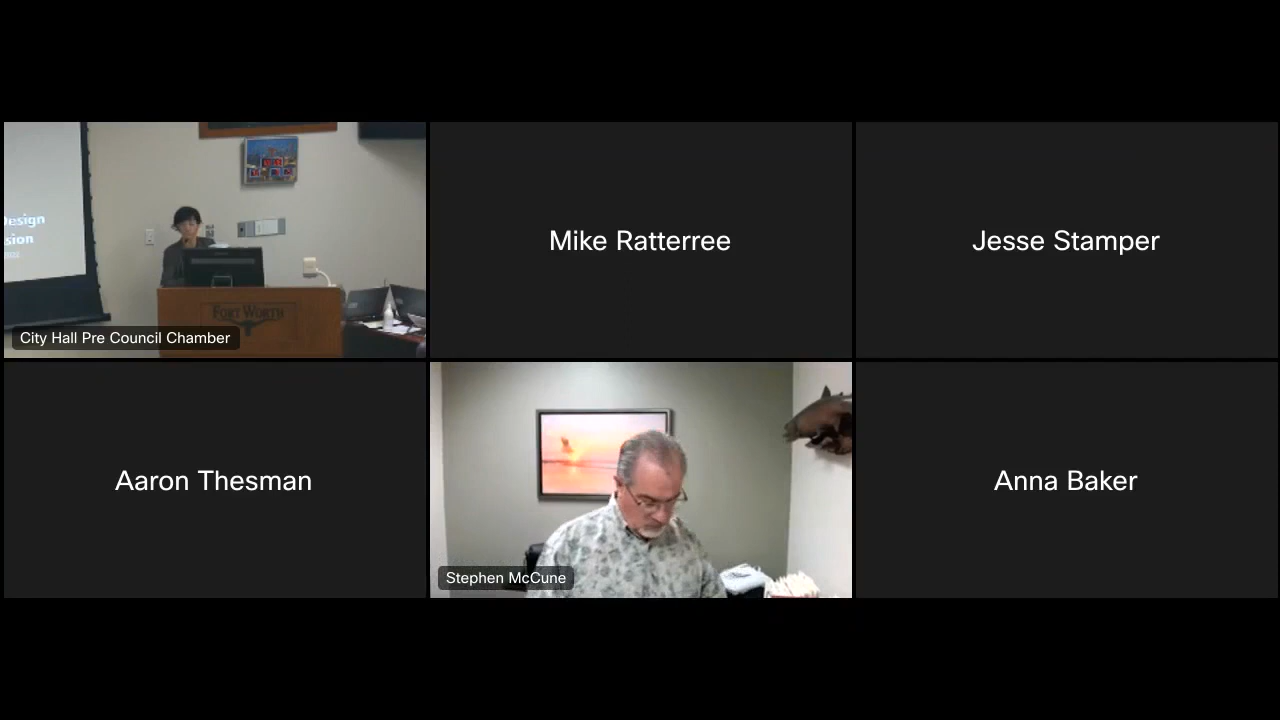 Design
sion
FORT WORTH
City Hall Pre Council Chamber
Mike Ratterree
Jesse Stamper
Aaron Thesman
Stephen McCune
Anna Baker